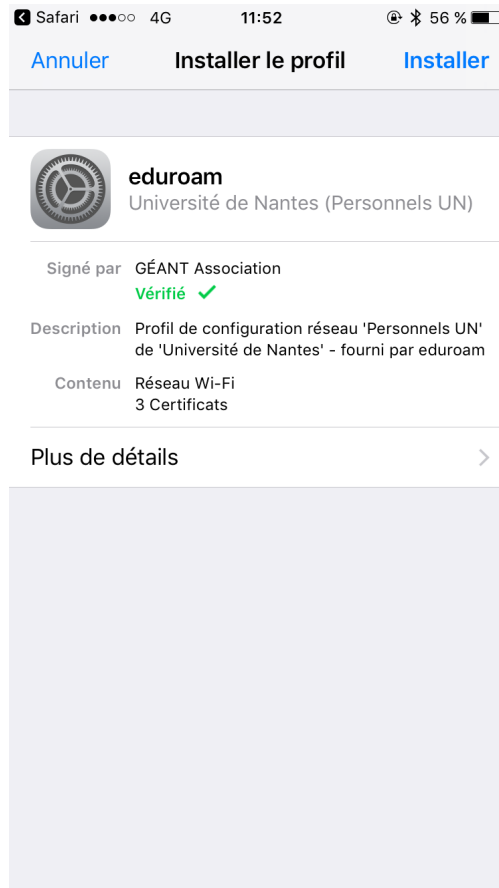 Safari 4G 11:52 56 %
Annuler Installer le profil Installer
eduroam
Université de Nantes (Personnels UN)
Signé par GÉANT Association
Vérifié
Description Profil de configuration réseau 'Personnels UN'
de 'Université de Nantes' - fourni par eduroam
Contenu Réseau Wi-Fi
3 Certificats
Plus de détails